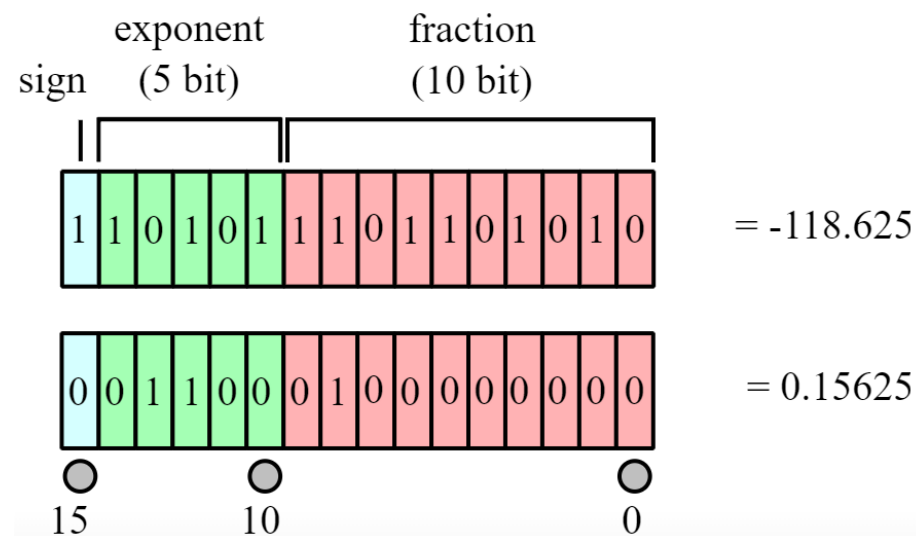 exponent fraction
sign (5 bit) (10 bit)
1 1 0 1 0 1 1 1 0 1 1 0 1 0 1 0 = -118.625
0 0 1 1 0 0 0 1 0 0 0 0 0 0 0 0 = 0.15625
15 10 0